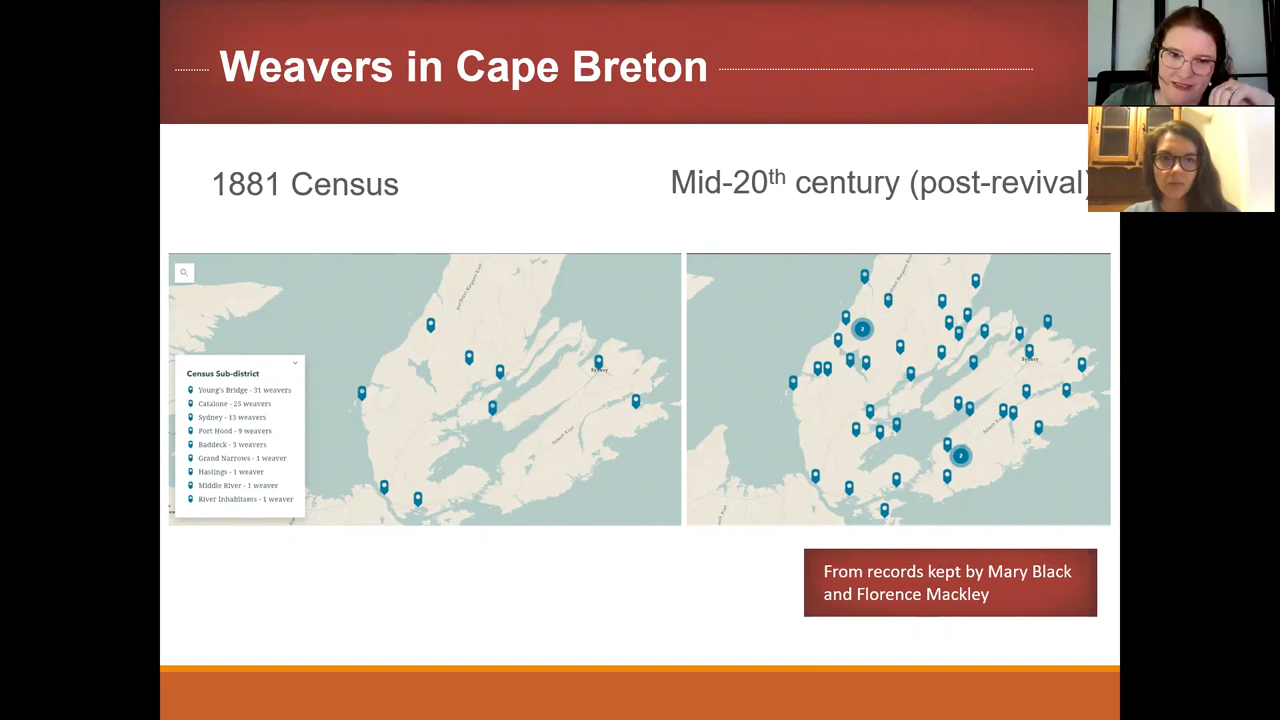 Weavers in Cape Breton
1881 Census
Mid-20th century (post-revival)
Census Sub-district
Young's Bridge - 31 weavers
Catalone - 25 weavers
Sydney - 13 weavers
Port Hood - 9 weavers
Baddeck - 3 weavers
Grand Narrows - 1 weaver
Hastings - 1 weaver
Middle River - 1 weaver
River Inhabitants - 1 weaver
Sydney
2
Sydney
2
From records kept by Mary Black
and Florence Mackley